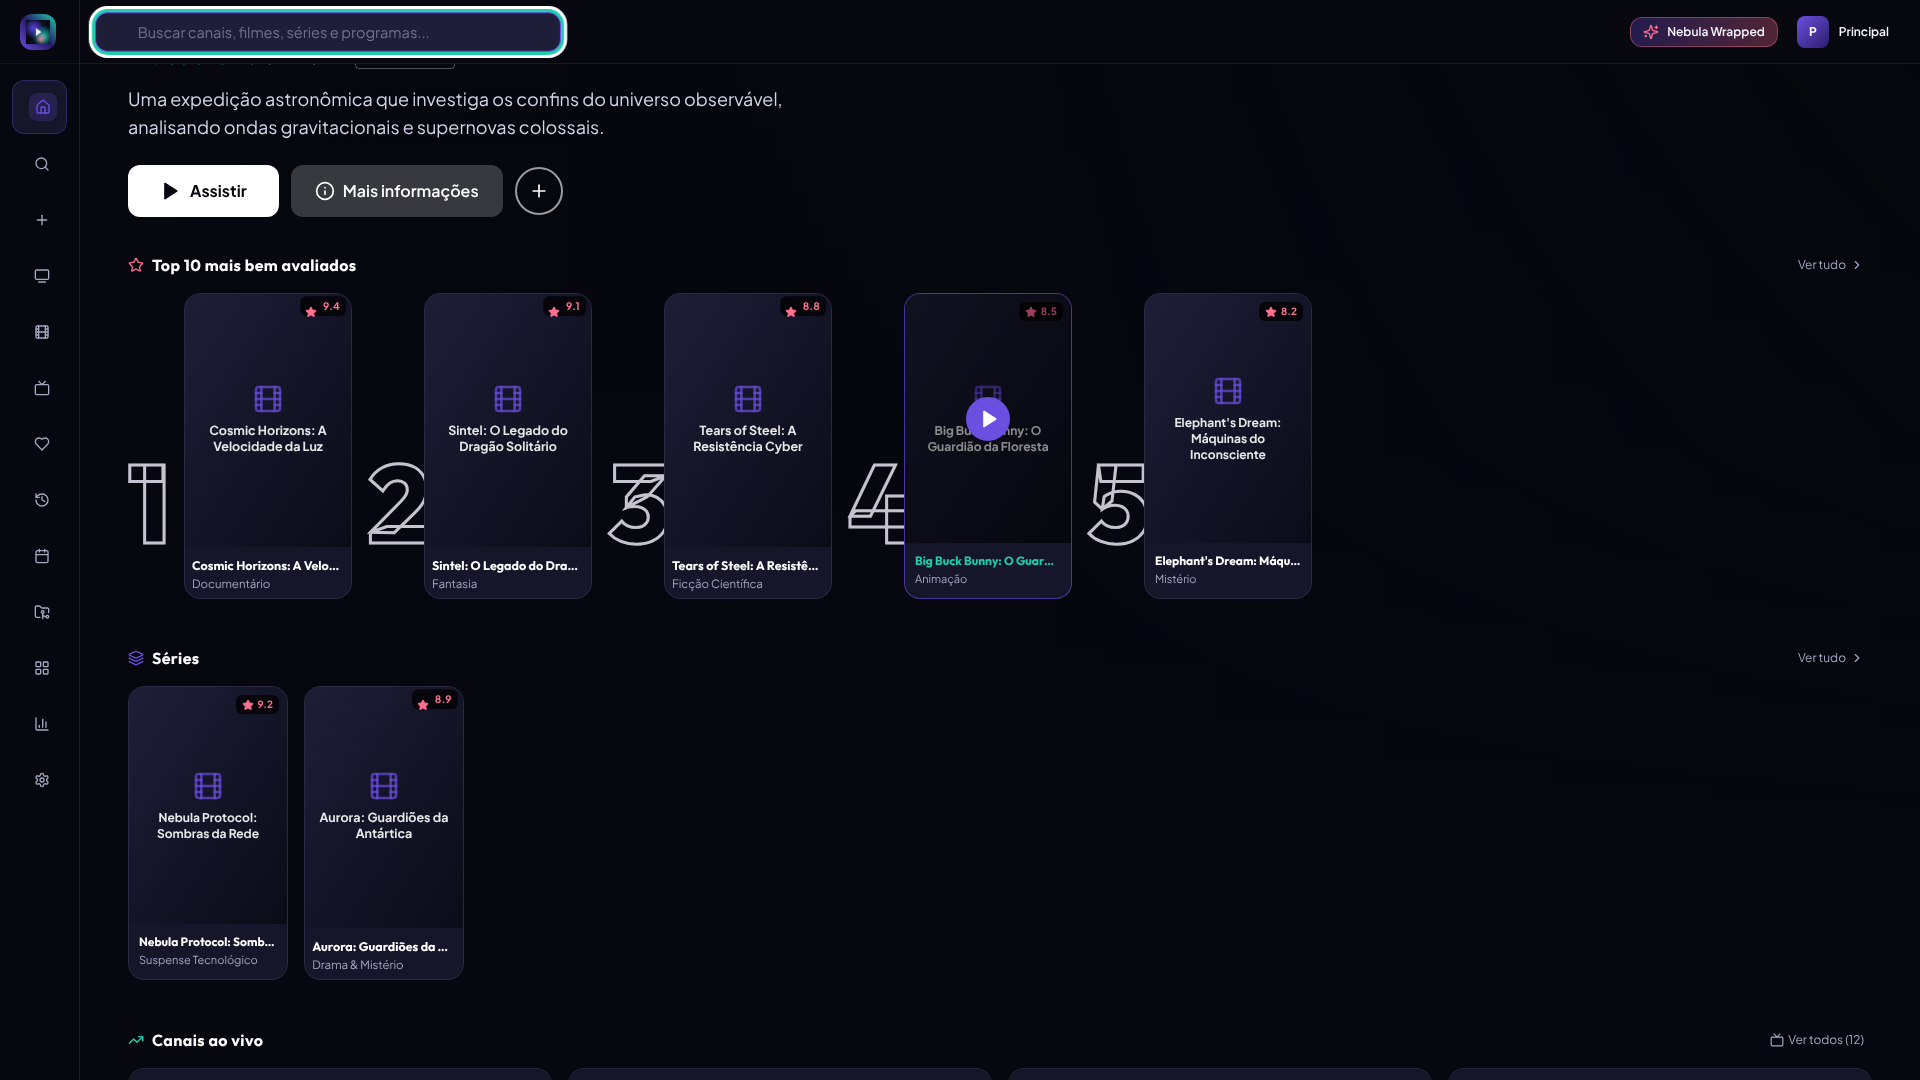 Buscar canais, filmes, séries e programas...
Nebula Wrapped
P
Principal
Uma expedição astronômica que investiga os confins do universo observável,
analisando ondas gravitacionais e supernovas colossais.
Assistir
Mais informações
Top 10 mais bem avaliados
Ver tudo
1
9.4
Cosmic Horizons: A
Velocidade da Luz
Cosmic Horizons: A Velo...
Documentário
2
9.1
Sintel: O Legado do
Dragão Solitário
Sintel: O Legado do Dra...
Fantasia
3
8.8
Tears of Steel: A
Resistência Cyber
Tears of Steel: A Resistê...
Ficção Científica
4
8.5
Guardião da Floresta
Big Buck Bunny: O Guar...
Animação
5
8.2
Elephant's Dream:
Máquinas do
Inconsciente
Elephant's Dream: Máqu...
Mistério
Séries
Ver tudo
9.2
Nebula Protocol:
Sombras da Rede
Nebula Protocol: Somb...
Suspense Tecnológico
8.9
Aurora: Guardiões da
Antártica
Aurora: Guardiões da ...
Drama & Mistério
Canais ao vivo
Ver todos (12)